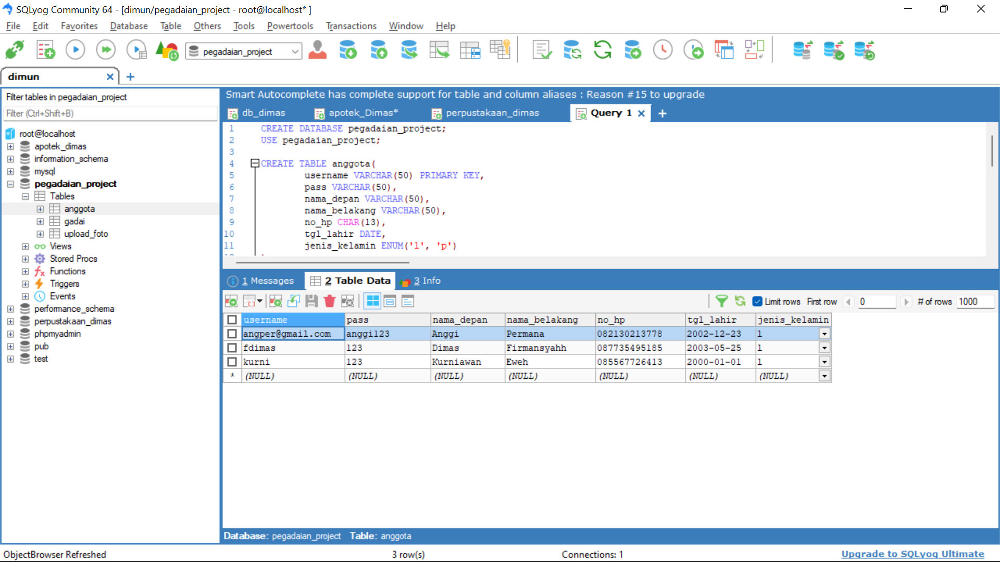 SQLyog Community 64 - [dimun/pegadaian_project - root@localhost* ]
File Edit Favorites Database Table Others Tools Powertools Transactions Window Help
pegadaian_project
dimun
Filter tables in pegadaian_project
Filter (Ctrl+Shift+B)
root@localhost
apotek_dimas
information_schema
mysql
pegadaian_project
Tables
anggota
gadai
upload_foto
Views
Stored Procs
Functions
Triggers
Events
performance_schema
perpustakaan_dimas
phpmyadmin
pub
test
Smart Autocomplete has complete support for table and column aliases : Reason #15 to upgrade
db_dimas apotek_Dimas* perpustakaan_dimas Query 1
1 CREATE DATABASE pegadaian_project;
2 USE pegadaian_project;
3
4 CREATE TABLE anggota(
5 username VARCHAR(50) PRIMARY KEY,
6 pass VARCHAR(50),
7 nama_depan VARCHAR(50),
8 nama_belakang VARCHAR(50),
9 no_hp CHAR(13),
10 tgl_lahir DATE,
11 jenis_kelamin ENUM('l', 'p')
1 Messages 2 Table Data 3 Info
Limit rows First row 0 # of rows 1000
username pass nama_depan nama_belakang no_hp tgl_lahir jenis_kelamin
angper@gmail.com anggi123 Anggi Permana 082130213778 2002-12-23 l
fdimas 123 Dimas Firmansyahh 087735495185 2003-05-25 l
kurni 123 Kurniawan Eweh 085567726413 2000-01-01 l
* (NULL) (NULL) (NULL) (NULL) (NULL) (NULL) (NULL)
Database: pegadaian_project Table: anggota
ObjectBrowser Refreshed 3 row(s) Connections: 1 Upgrade to SQLyog Ultimate